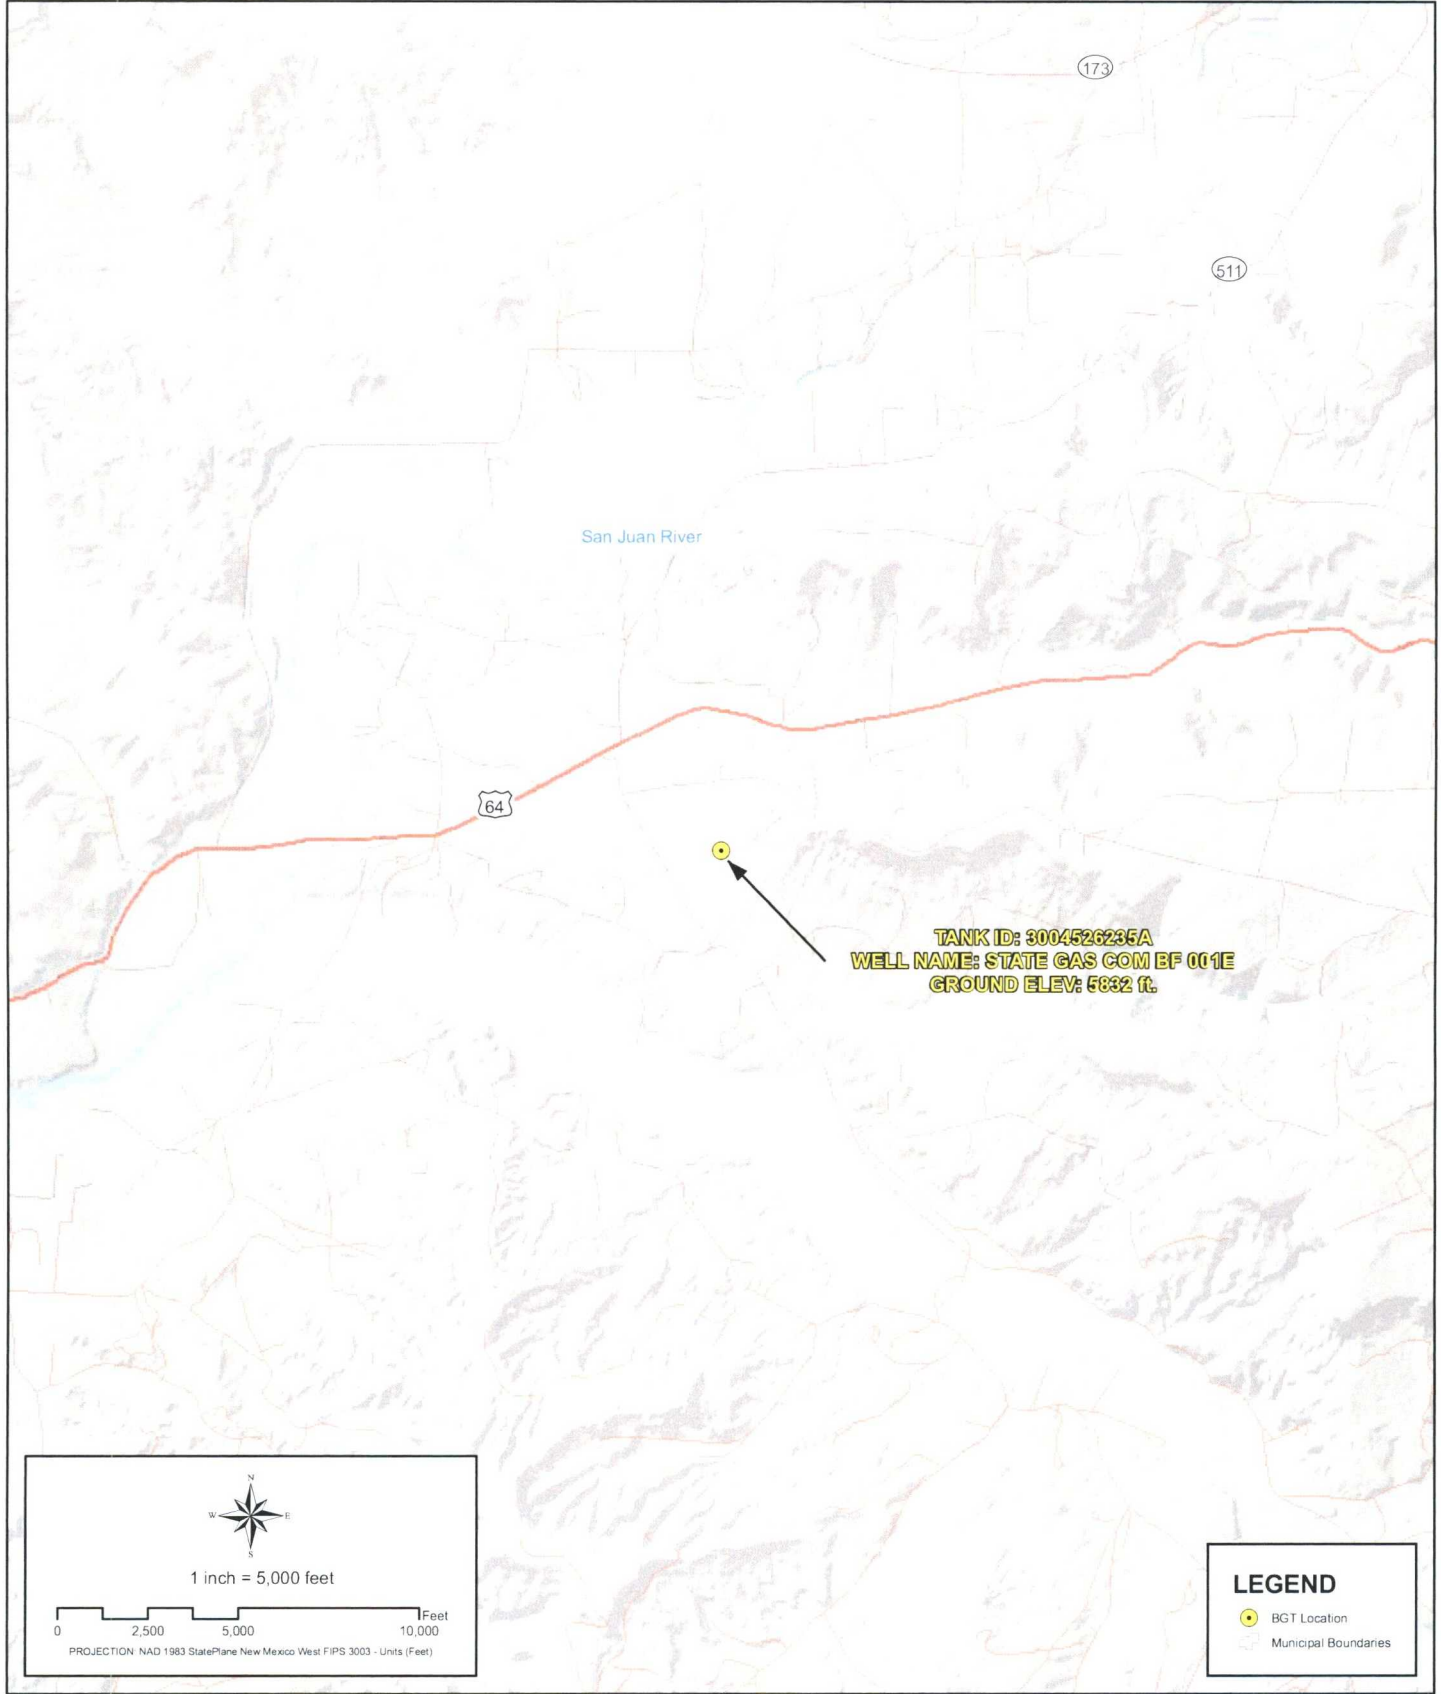 173
511
San Juan River
64
TANK ID: 3004526235A
WELL NAME: STATE GAS COM BF 001E
GROUND ELEV: 5832 ft.
N
W E
S
1 inch = 5,000 feet
Feet
0 2,500 5,000 10,000
PROJECTION: NAD 1983 StatePlane New Mexico West FIPS 3003 - Units (Feet)
LEGEND
BGT Location
Municipal Boundaries